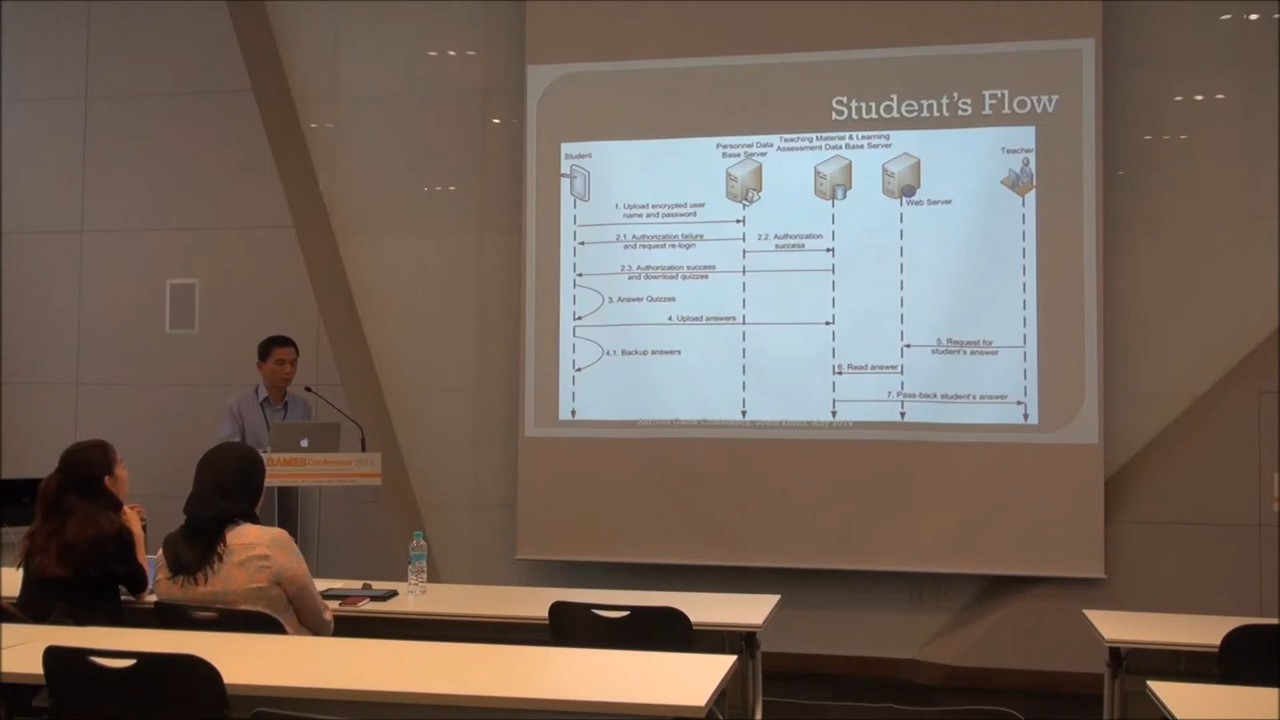 Student's Flow
Student
Personnel Data
Base Server
Teaching Material & Learning
Assessment Data Base Server
Web Server
Teacher
1. Upload encrypted user
name and password
2.1. Authorization failure
and request re-login
2.2. Authorization
success
2.3. Authorization success
and download quizzes
3. Answer Quizzes
4. Upload answers
4.1. Backup answers
5. Request for
student's answer
6. Read answer
7. Pass-back student's answer
GAMES Conference